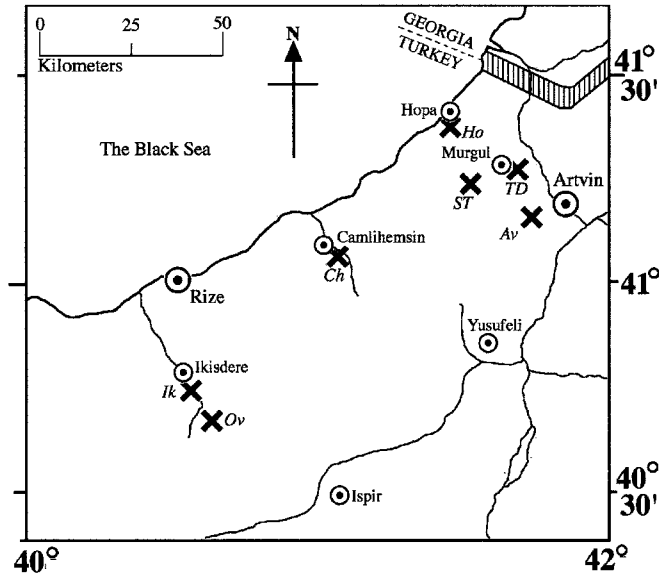 0 25 50
Kilometers
N
GEORGIA
TURKEY
41°
30'
Hopa
Ho
The Black Sea
Murgul
TD
Artvin
ST
Av
Camlihemsin
Ch
41°
Rize
Yusufeli
Ikisdere
Ik
Ov
40°
30'
Ispir
40°
42°